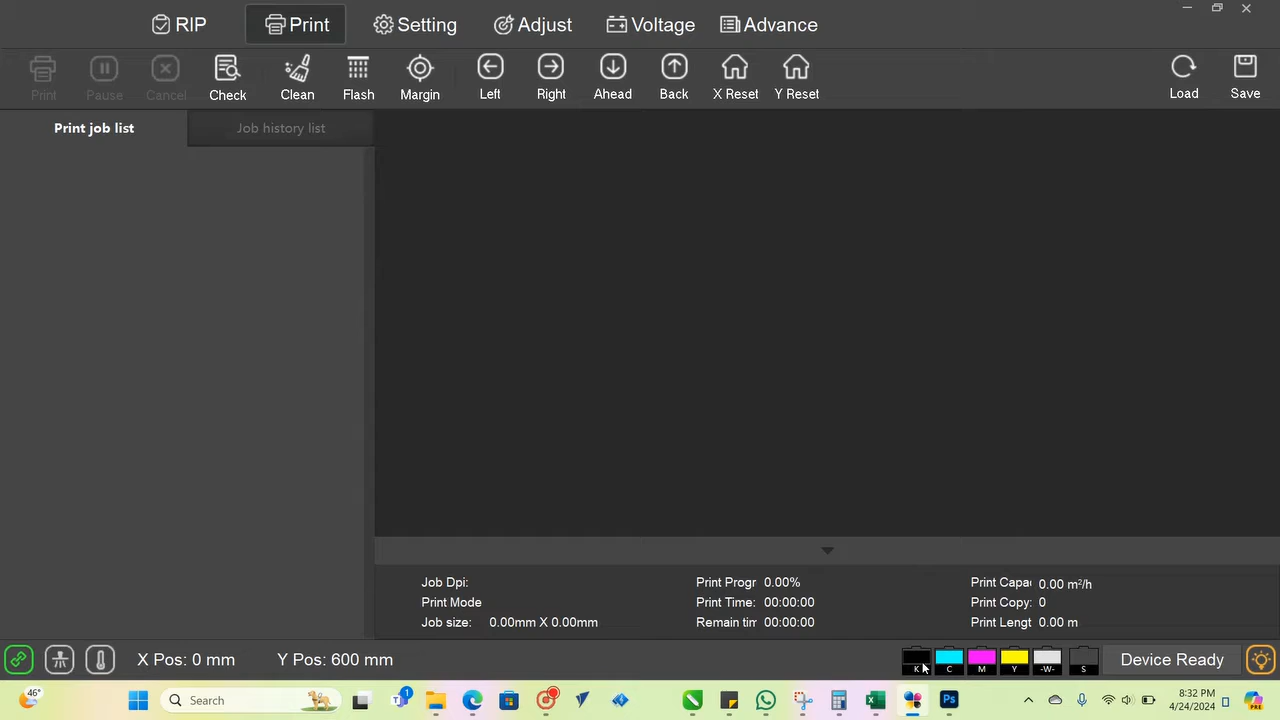 RIP Print Setting Adjust Voltage Advance
Print Pause Cancel Check Clean Flash Margin Left Right Ahead Back X Reset Y Reset Load Save
Print job list Job history list
Job Dpi: Print Progr 0.00% Print Capa 0.00 m²/h
Print Mode Print Time: 00:00:00 Print Copy: 0
Job size: 0.00mm X 0.00mm Remain tim 00:00:00 Print Lengt 0.00 m
X Pos: 0 mm Y Pos: 600 mm K C M Y -W- S Device Ready
46° Search 1 Ps 8:32 PM
4/24/2024 PRE